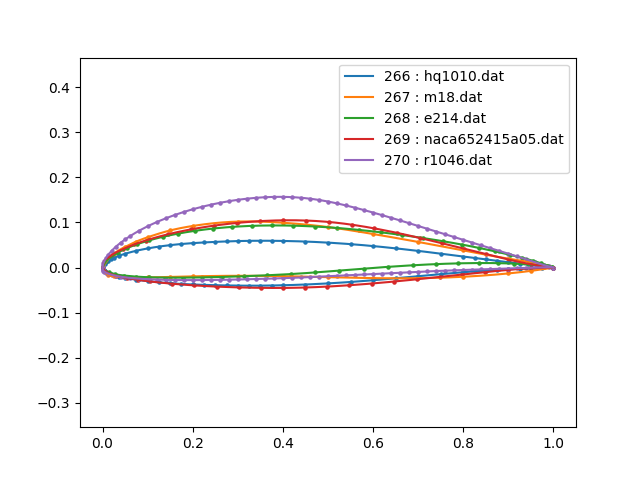 266 : hq1010.dat
267 : m18.dat
268 : e214.dat
269 : naca652415a05.dat
270 : r1046.dat
0.4
0.3
0.2
0.1
0.0
−0.1
−0.2
−0.3
0.0 0.2 0.4 0.6 0.8 1.0